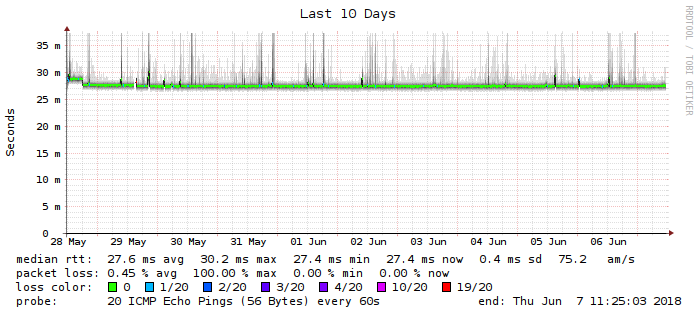 Last 10 Days
RRDTOOL / TOBI OETIKER
Seconds
35 m
30 m
25 m
20 m
15 m
10 m
5 m
0
28 May 29 May 30 May 31 May 01 Jun 02 Jun 03 Jun 04 Jun 05 Jun 06 Jun
median rtt: 27.6 ms avg 30.2 ms max 27.4 ms min 27.4 ms now 0.4 ms sd 75.2 am/s
packet loss: 0.45 % avg 100.00 % max 0.00 % min 0.00 % now
loss color: 0 1/20 2/20 3/20 4/20 10/20 19/20
probe: 20 ICMP Echo Pings (56 Bytes) every 60s end: Thu Jun 7 11:25:03 2018